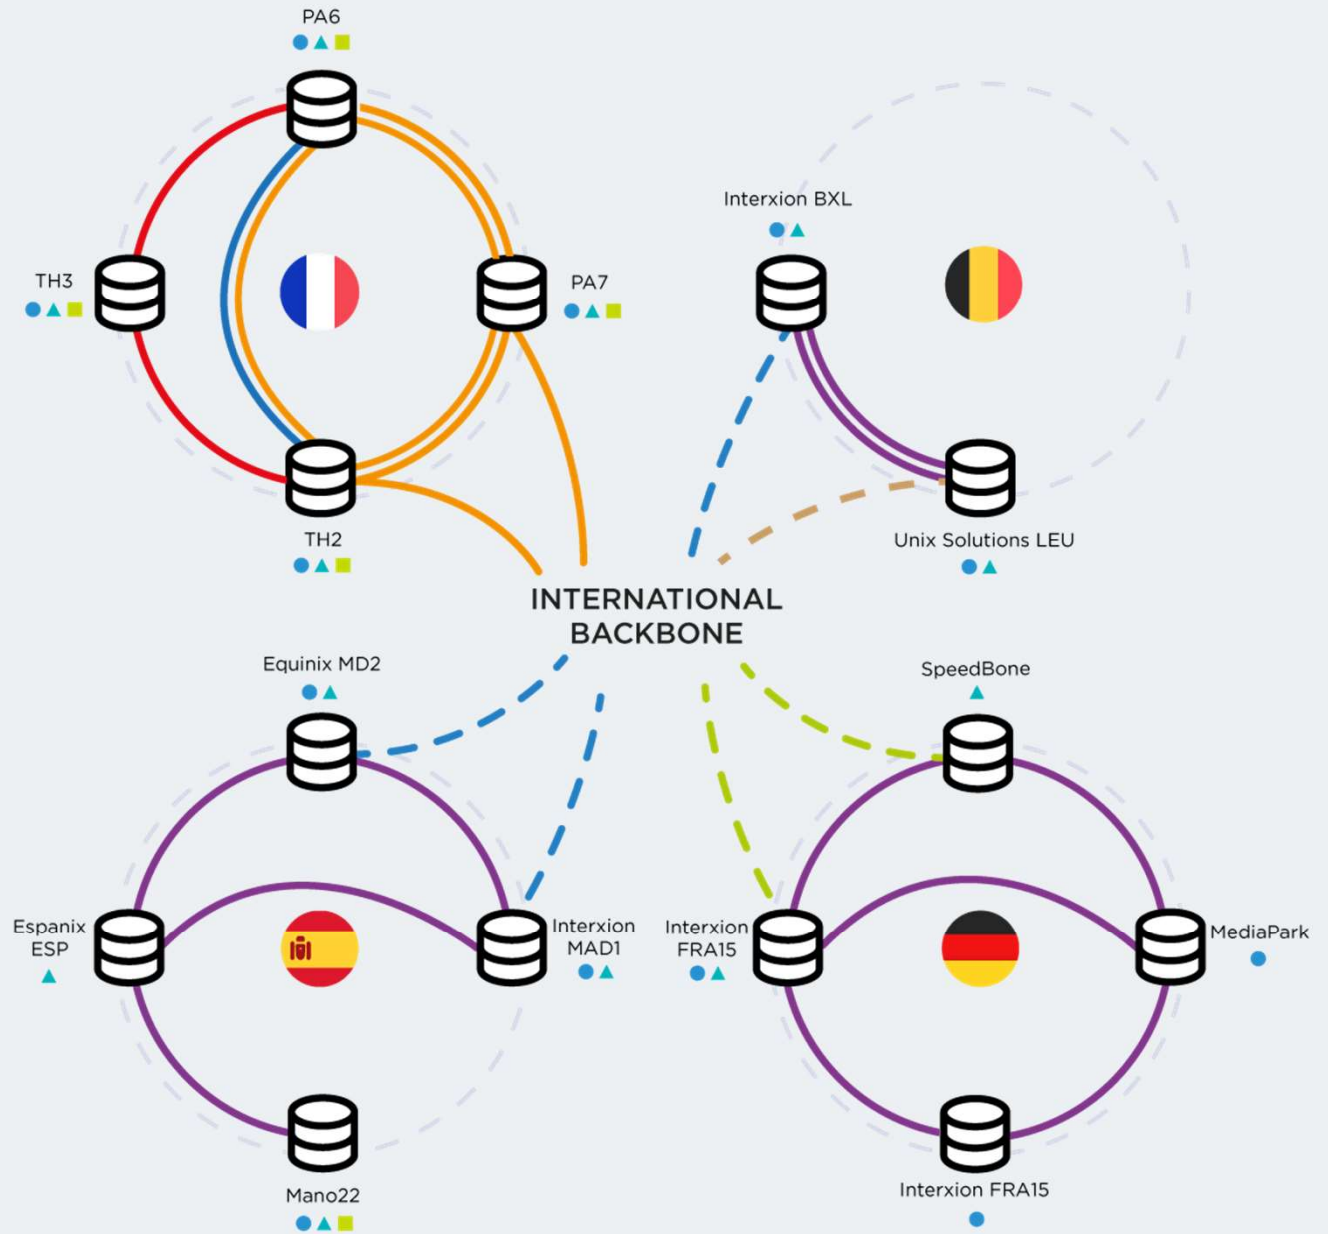 PA6
TH3
PA7
TH2
Interxion BXL
Unix Solutions LEU
INTERNATIONAL
BACKBONE
Equinix MD2
Espanix
ESP
Interxion
MAD1
Mano22
SpeedBone
Interxion
FRA15
MediaPark
Interxion FRA15